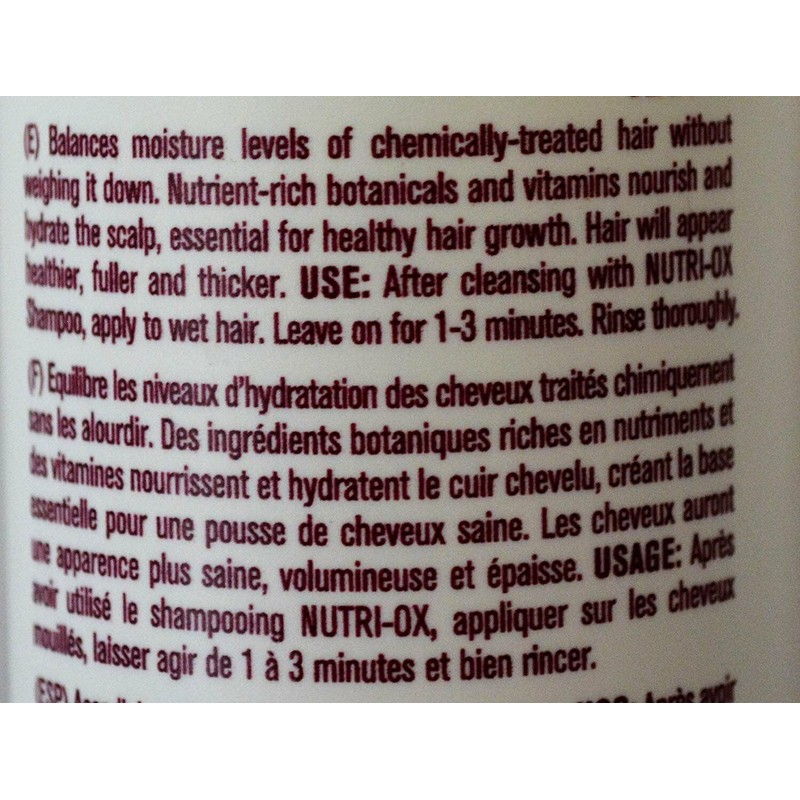 (E) Balances moisture levels of chemically-treated hair without
weighing it down. Nutrient-rich botanicals and vitamins nourish and
hydrate the scalp, essential for healthy hair growth. Hair will appear
healthier, fuller and thicker. USE: After cleansing with NUTRI-OX
Shampoo, apply to wet hair. Leave on for 1-3 minutes. Rinse thoroughly.
(F) Equilibre les niveaux d'hydratation des cheveux traités chimiquement
sans les alourdir. Des ingrédients botaniques riches en nutriments et
des vitamines nourrissent et hydratent le cuir chevelu, créant la base
essentielle pour une pousse de cheveux saine. Les cheveux auront
une apparence plus saine, volumineuse et épaisse. USAGE: Après
avoir utilisé le shampooing NUTRI-OX, appliquer sur les cheveux
mouillés, laisser agir de 1 à 3 minutes et bien rincer.
(ESP) Après avoir